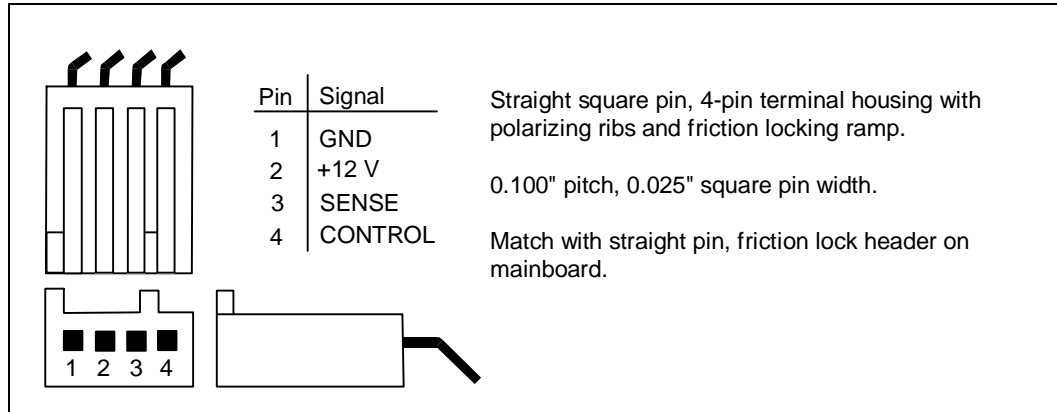 Pin Signal
1 GND
2 +12 V
3 SENSE
4 CONTROL
Straight square pin, 4-pin terminal housing with
polarizing ribs and friction locking ramp.
0.100" pitch, 0.025" square pin width.
Match with straight pin, friction lock header on
mainboard.
1 2 3 4